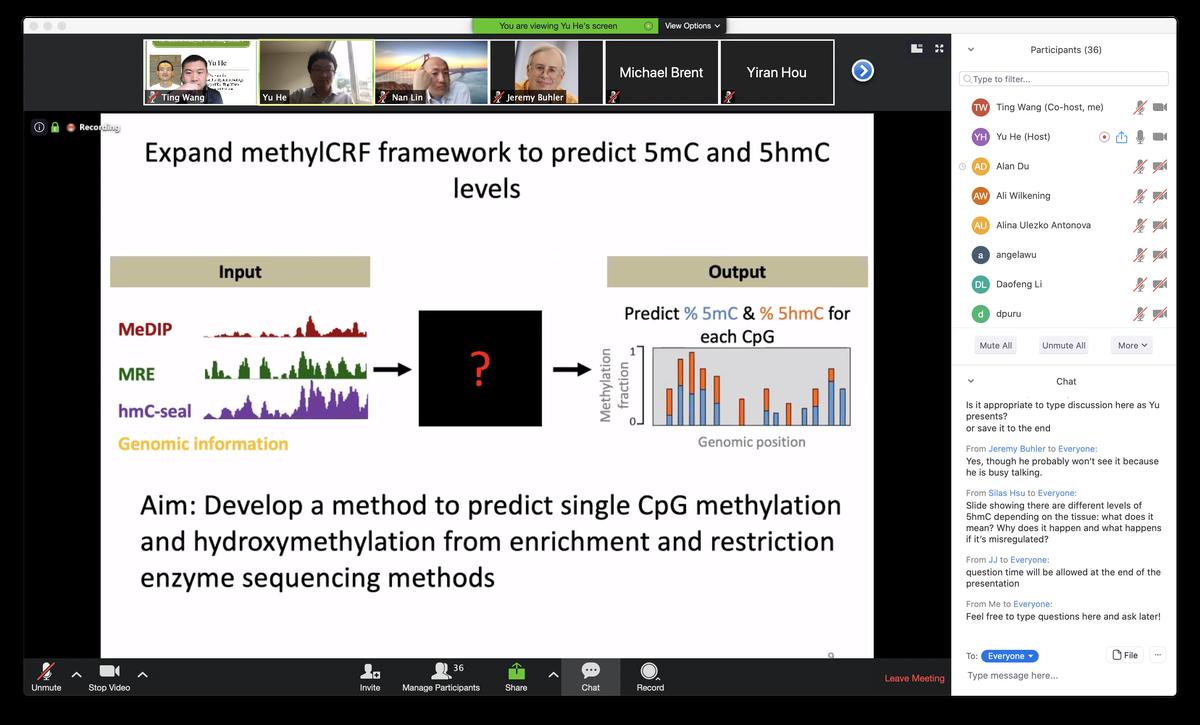 You are viewing Yu He's screen
View Options
Yu He
Ting Wang
Yu He
Nan Lin
Jeremy Buhler
Michael Brent
Yiran Hou
Recording
Expand methylCRF framework to predict 5mC and 5hmC
levels
Input
MeDIP
MRE
hmC-seal
Genomic information
?
Output
Predict % 5mC & % 5hmC for
each CpG
Methylation
fraction
1
0
Genomic position
Aim: Develop a method to predict single CpG methylation
and hydroxymethylation from enrichment and restriction
enzyme sequencing methods
9
Unmute
Stop Video
Invite
36
Manage Participants
Share
Chat
Record
Leave Meeting
Participants (36)
Type to filter...
TW Ting Wang (Co-host, me)
YH Yu He (Host)
AD Alan Du
AW Ali Wilkening
AU Alina Ulezko Antonova
a angelawu
DL Daofeng Li
d dpuru
Mute All
Unmute All
More
Chat
Is it appropriate to type discussion here as Yu
presents?
or save it to the end
From Jeremy Buhler to Everyone:
Yes, though he probably won't see it because
he is busy talking.
From Silas Hsu to Everyone:
Slide showing there are different levels of
5hmC depending on the tissue: what does it
mean? Why does it happen and what happens
if it's misregulated?
From JJ to Everyone:
question time will be allowed at the end of the
presentation
From Me to Everyone:
Feel free to type questions here and ask later!
To: Everyone
File
...
Type message here...